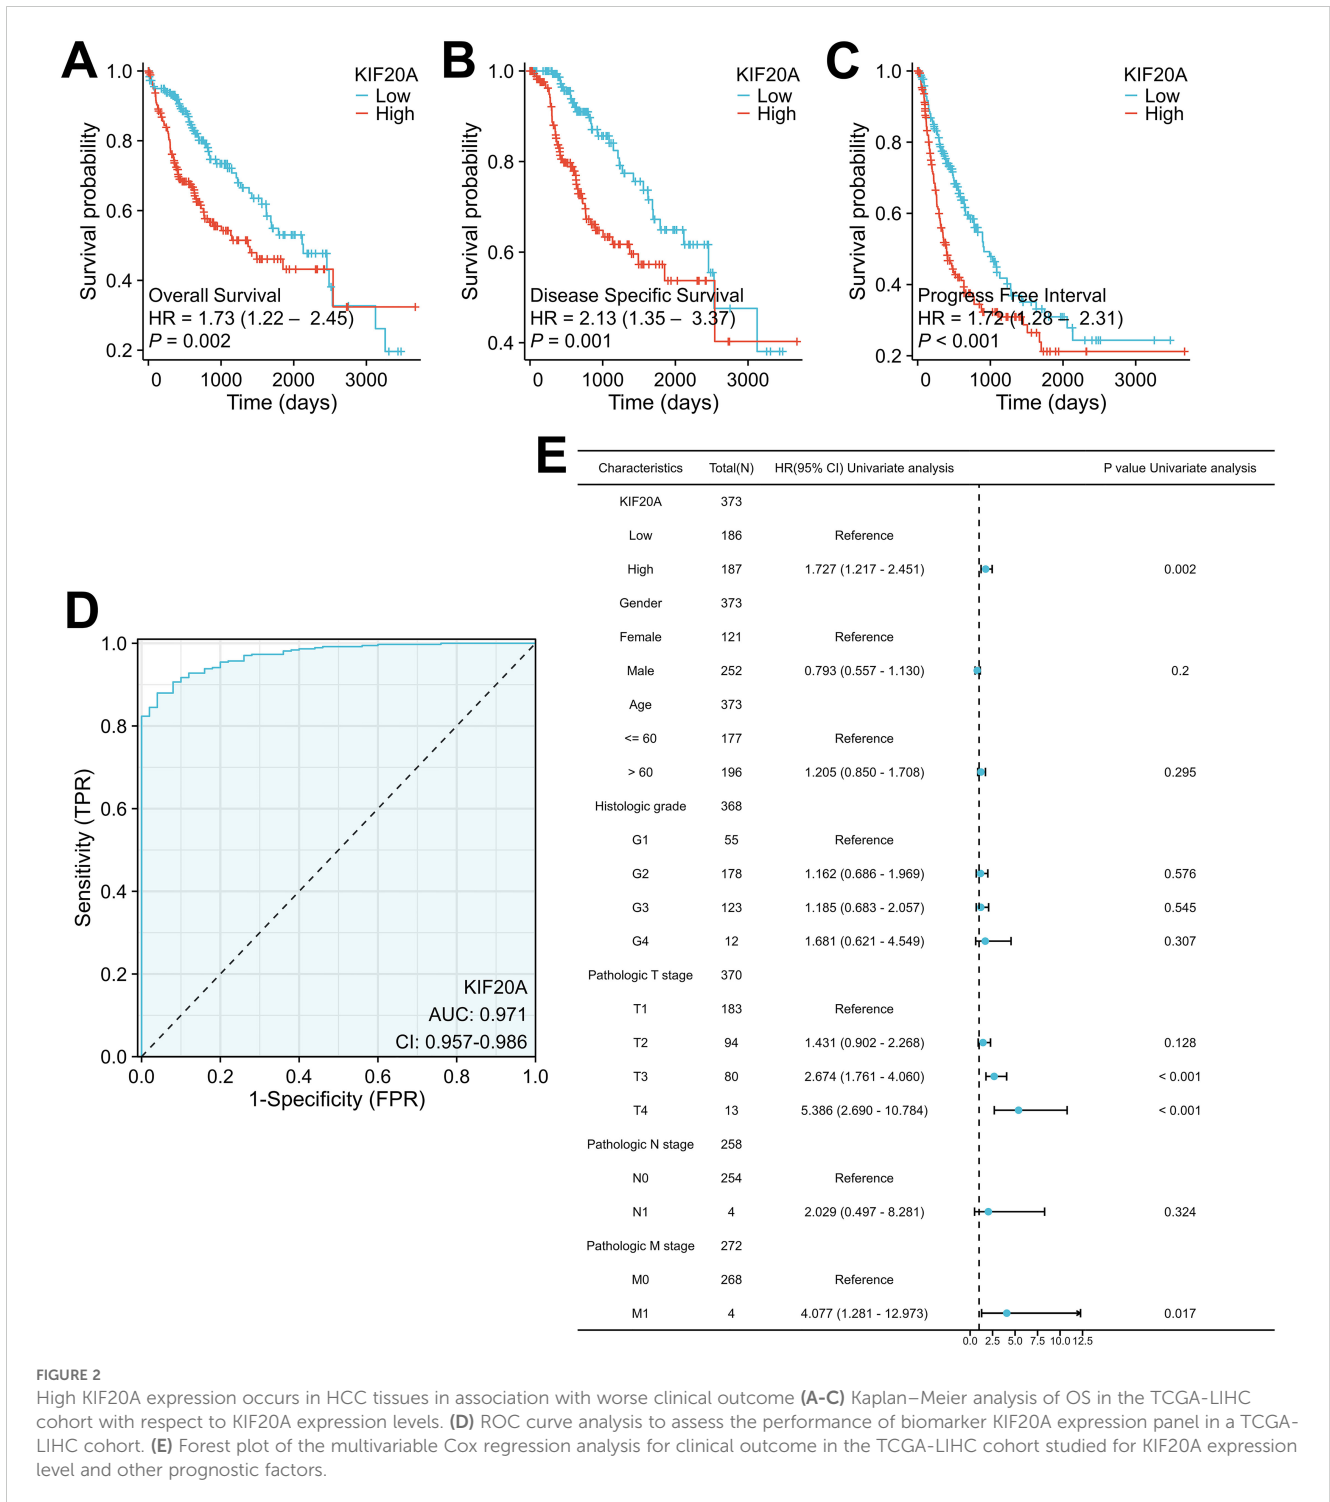 A
KIF20A
Low
High
1.0
0.8
0.6
0.4
0.2
Survival probability
Overall Survival
HR = 1.73 (1.22 – 2.45)
P = 0.002
0 1000 2000 3000
Time (days)
B
KIF20A
Low
High
1.0
0.8
0.6
0.4
Survival probability
Disease Specific Survival
HR = 2.13 (1.35 – 3.37)
P = 0.001
0 1000 2000 3000
Time (days)
C
KIF20A
Low
High
1.0
0.8
0.6
0.4
0.2
Survival probability
Progress Free Interval
HR = 1.72 (1.28 – 2.31)
P < 0.001
0 1000 2000 3000
Time (days)
D
1.0
0.8
0.6
0.4
0.2
0.0
Sensitivity (TPR)
KIF20A
AUC: 0.971
CI: 0.957-0.986
0.0 0.2 0.4 0.6 0.8 1.0
1-Specificity (FPR)
E
Characteristics Total(N) HR(95% CI) Univariate analysis P value Univariate analysis
KIF20A 373
Low 186 Reference
High 187 1.727 (1.217 - 2.451) 0.002
Gender 373
Female 121 Reference
Male 252 0.793 (0.557 - 1.130) 0.2
Age 373
<= 60 177 Reference
> 60 196 1.205 (0.850 - 1.708) 0.295
Histologic grade 368
G1 55 Reference
G2 178 1.162 (0.686 - 1.969) 0.576
G3 123 1.185 (0.683 - 2.057) 0.545
G4 12 1.681 (0.621 - 4.549) 0.307
Pathologic T stage 370
T1 183 Reference
T2 94 1.431 (0.902 - 2.268) 0.128
T3 80 2.674 (1.761 - 4.060) < 0.001
T4 13 5.386 (2.690 - 10.784) < 0.001
Pathologic N stage 258
N0 254 Reference
N1 4 2.029 (0.497 - 8.281) 0.324
Pathologic M stage 272
M0 268 Reference
M1 4 4.077 (1.281 - 12.973) 0.017
0.0 2.5 5.0 7.5 10.0 12.5
FIGURE 2
High KIF20A expression occurs in HCC tissues in association with worse clinical outcome (A-C) Kaplan–Meier analysis of OS in the TCGA-LIHC
cohort with respect to KIF20A expression levels. (D) ROC curve analysis to assess the performance of biomarker KIF20A expression panel in a TCGA-
LIHC cohort. (E) Forest plot of the multivariable Cox regression analysis for clinical outcome in the TCGA-LIHC cohort studied for KIF20A expression
level and other prognostic factors.